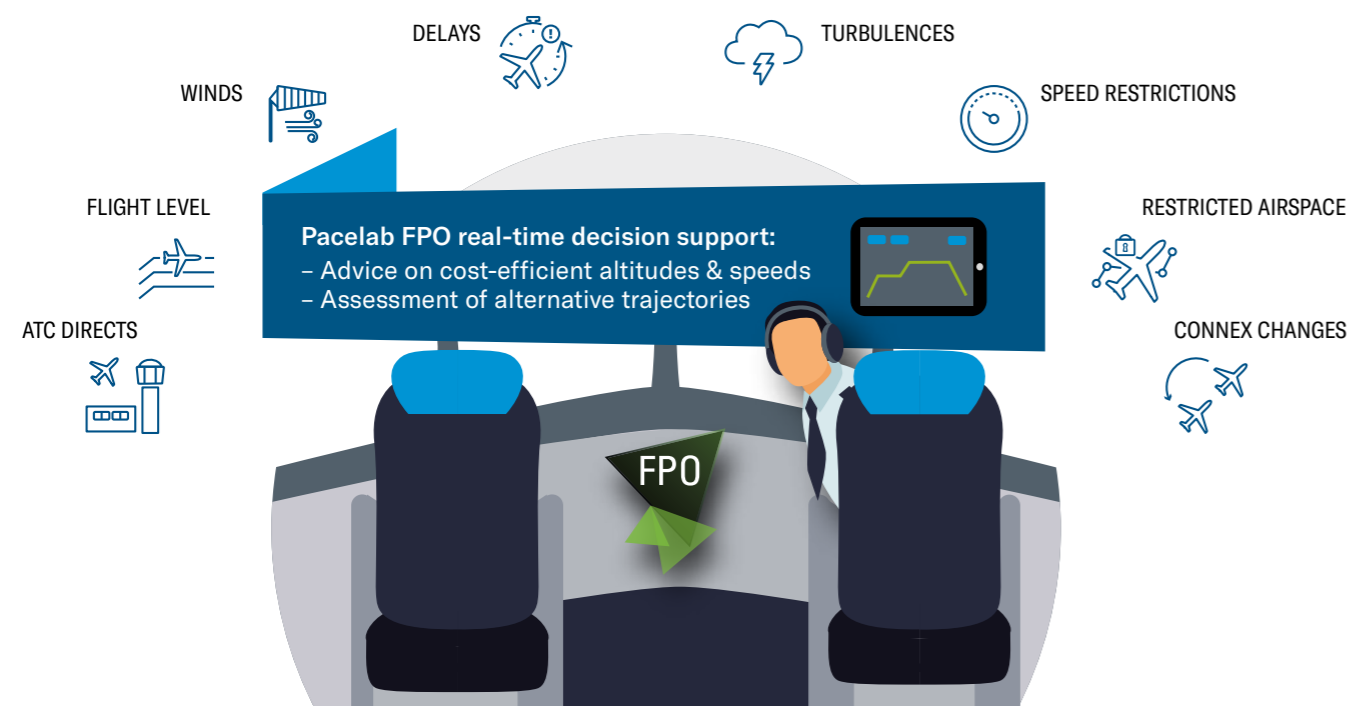 DELAYS
TURBULENCES
WINDS
SPEED RESTRICTIONS
FLIGHT LEVEL
RESTRICTED AIRSPACE
Pacelab FPO real-time decision support:
– Advice on cost-efficient altitudes & speeds
– Assessment of alternative trajectories
ATC DIRECTS
CONNEX CHANGES
FPO